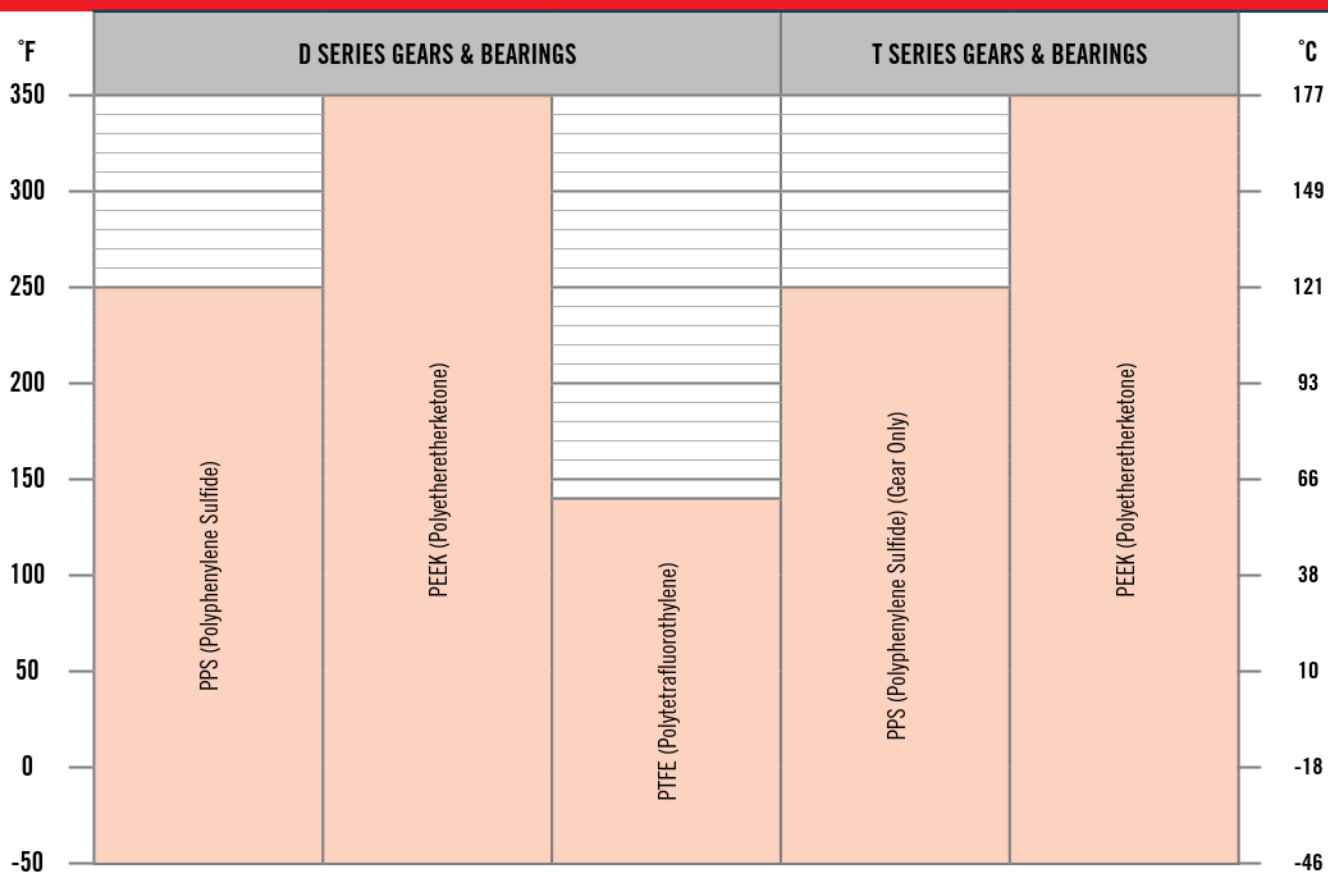 °F
D SERIES GEARS & BEARINGS
T SERIES GEARS & BEARINGS
°C
350
177
300
149
250
121
200
93
150
66
100
38
50
10
0
-18
-50
-46
PPS (Polyphenylene Sulfide)
PEEK (Polyetheretherketone)
PTFE (Polytetrafluorothylene)
PPS (Polyphenylene Sulfide) (Gear Only)
PEEK (Polyetheretherketone)